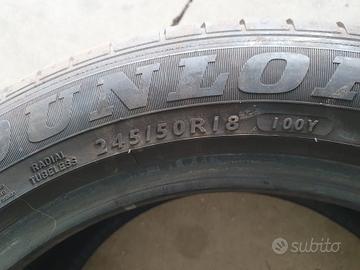 DUNLOP
RADIAL
TUBELESS
245/50R18 100Y
subito